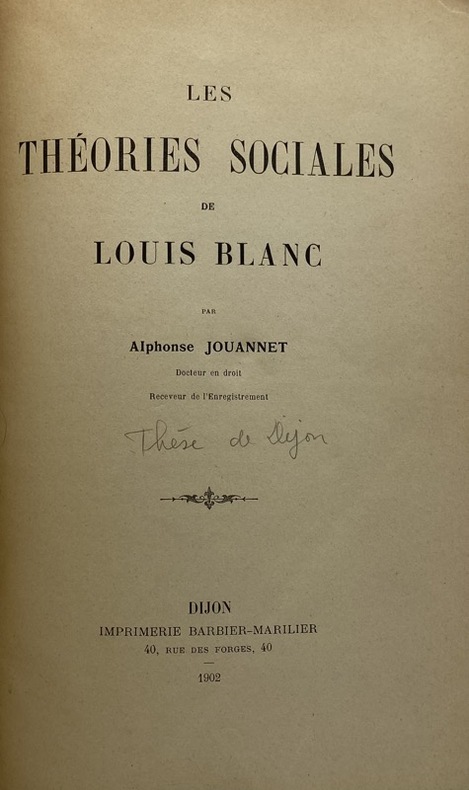 LES
THÉORIES SOCIALES
DE
LOUIS BLANC
PAR
Alphonse JOUANNET
Docteur en droit
Receveur de l'Enregistrement
Thèse de Dijon
DIJON
IMPRIMERIE BARBIER-MARILIER
40, RUE DES FORGES, 40
1902